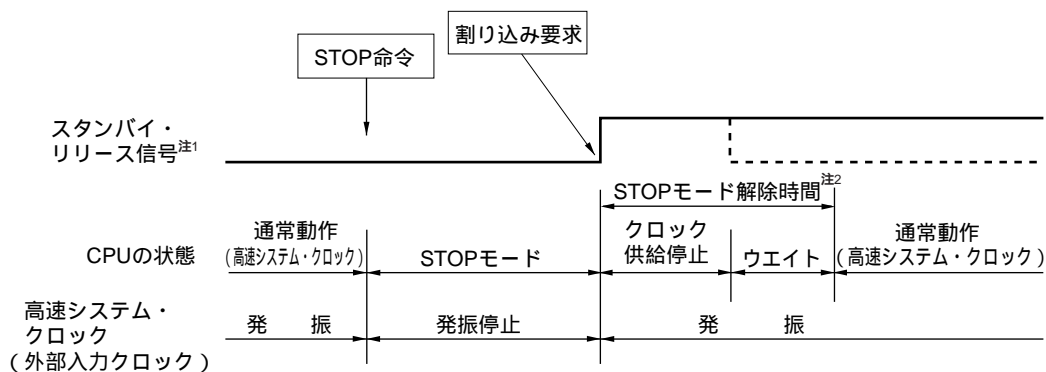 割り込み要求
STOP命令
スタンバイ・
リリース信号注1
STOPモード解除時間注2
CPUの状態
通常動作
(高速システム・クロック)
STOPモード
クロック
供給停止
ウエイト
通常動作
(高速システム・クロック)
高速システム・
クロック
(外部入力クロック)
発 振
発振停止
発 振